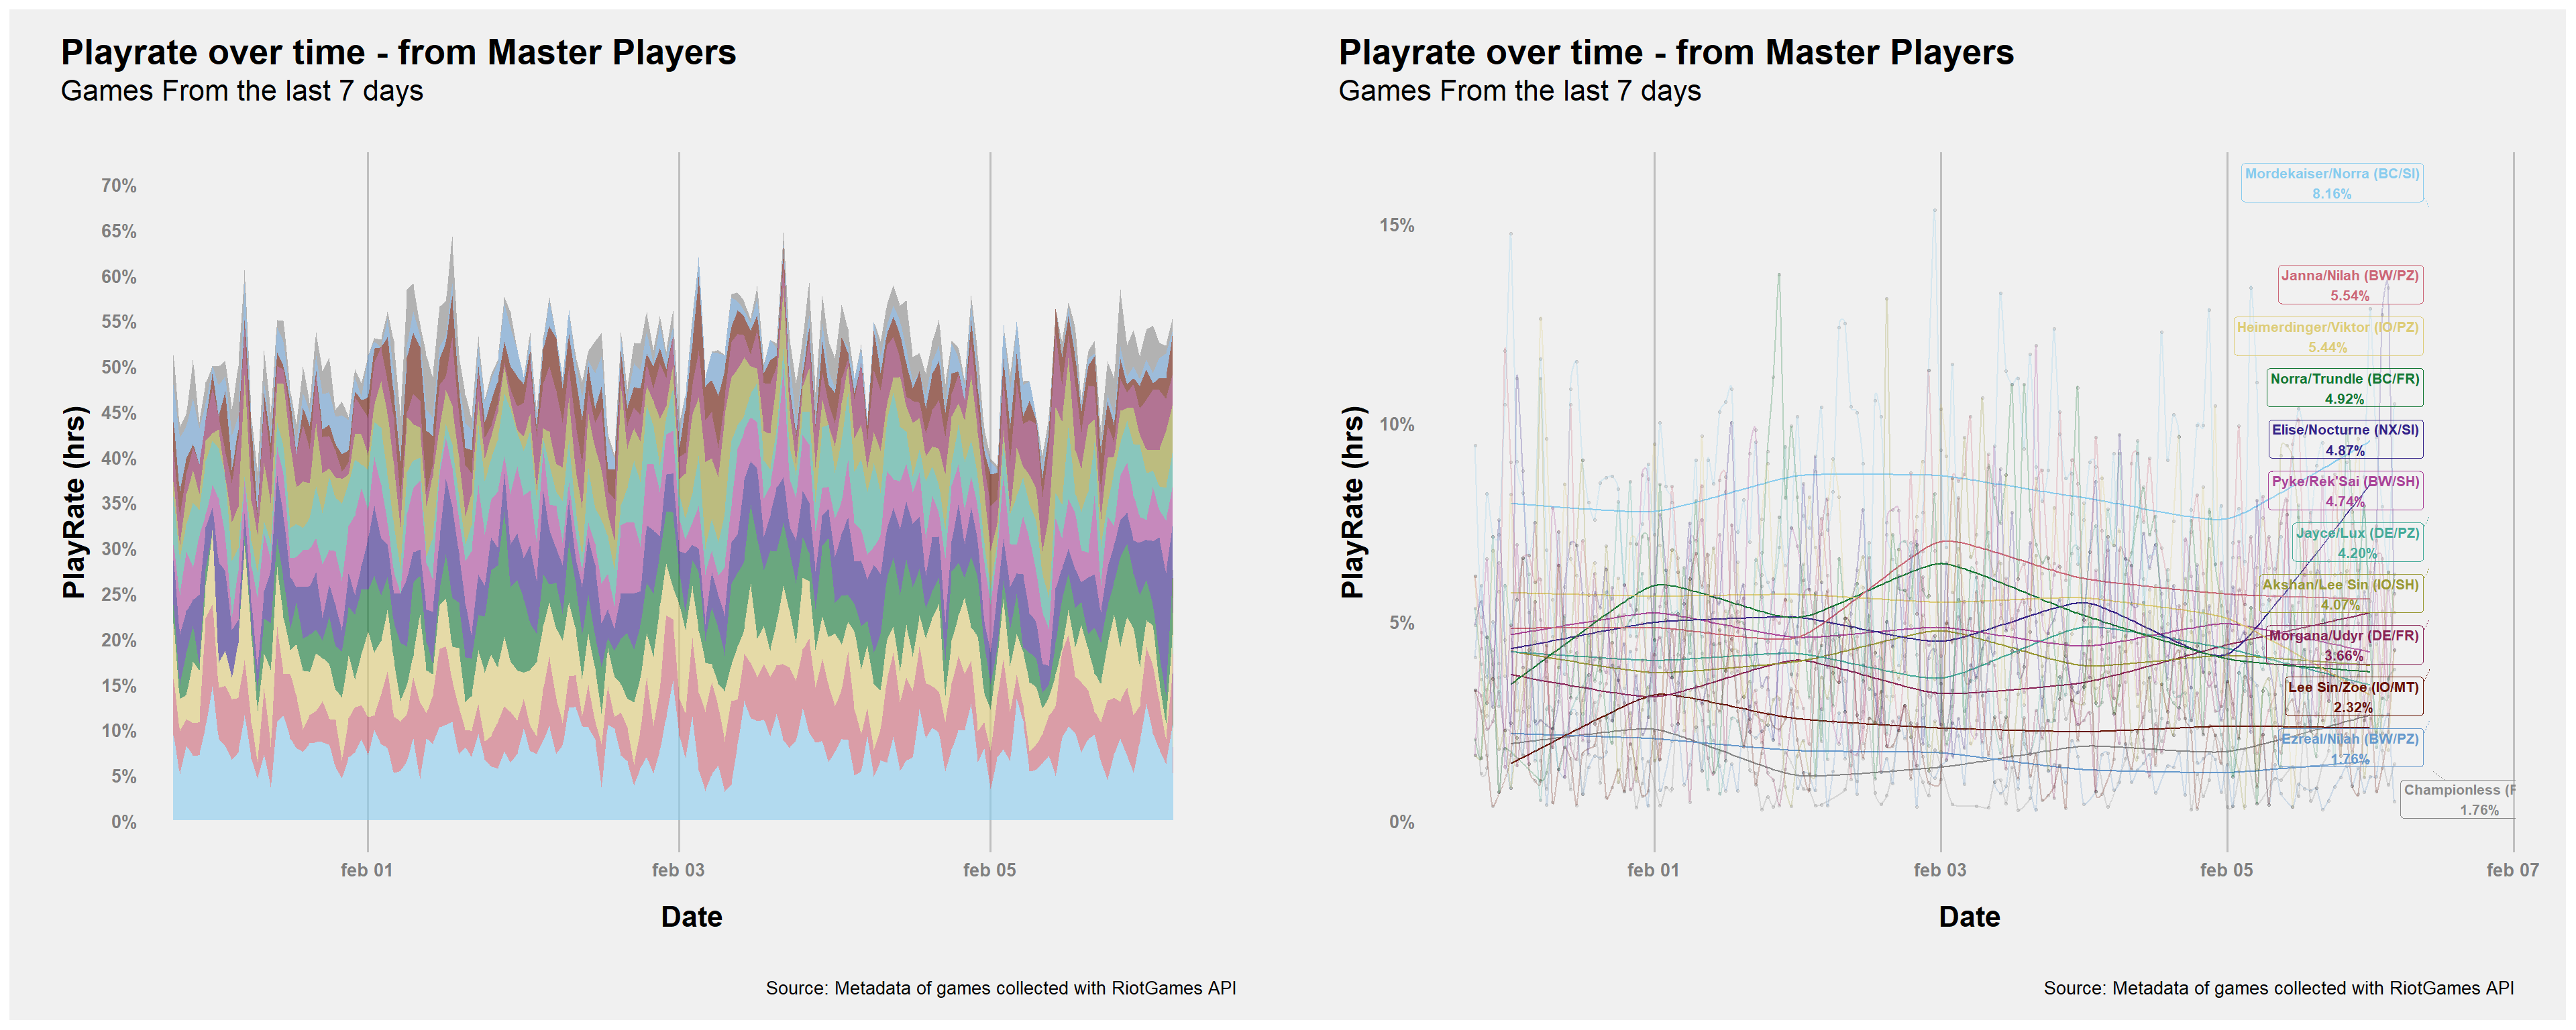 Playrate over time - from Master Players
Games From the last 7 days
PlayRate (hrs)
70%
65%
60%
55%
50%
45%
40%
35%
30%
25%
20%
15%
10%
5%
0%
feb 01
feb 03
feb 05
Date
Source: Metadata of games collected with RiotGames API
Playrate over time - from Master Players
Games From the last 7 days
PlayRate (hrs)
15%
10%
5%
0%
Mordekaiser/Norra (BC/SI)
8.16%
Janna/Nilah (BW/PZ)
5.54%
Heimerdinger/Viktor (IO/PZ)
5.44%
Norra/Trundle (BC/FR)
4.92%
Elise/Nocturne (NX/SI)
4.87%
Pyke/Rek'Sai (BW/SH)
4.74%
Jayce/Lux (DE/PZ)
4.20%
Akshan/Lee Sin (IO/SH)
4.07%
Morgana/Udyr (DE/FR)
3.66%
Lee Sin/Zoe (IO/MT)
2.32%
Ezreal/Nilah (BW/PZ)
1.76%
Championless (F
1.76%
feb 01
feb 03
feb 05
feb 07
Date
Source: Metadata of games collected with RiotGames API